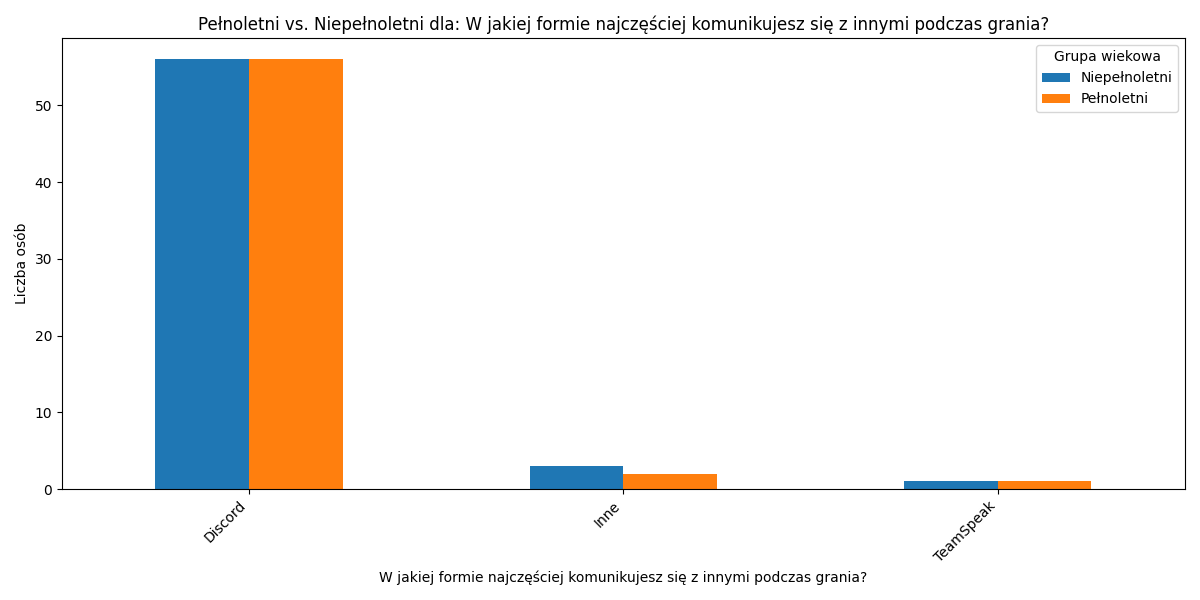 Pełnoletni vs. Niepełnoletni dla: W jakiej formie najczęściej komunikujesz się z innymi podczas grania?
Grupa wiekowa
Niepełnoletni
Pełnoletni
Liczba osób
50
40
30
20
10
0
Discord
Inne
TeamSpeak
W jakiej formie najczęściej komunikujesz się z innymi podczas grania?